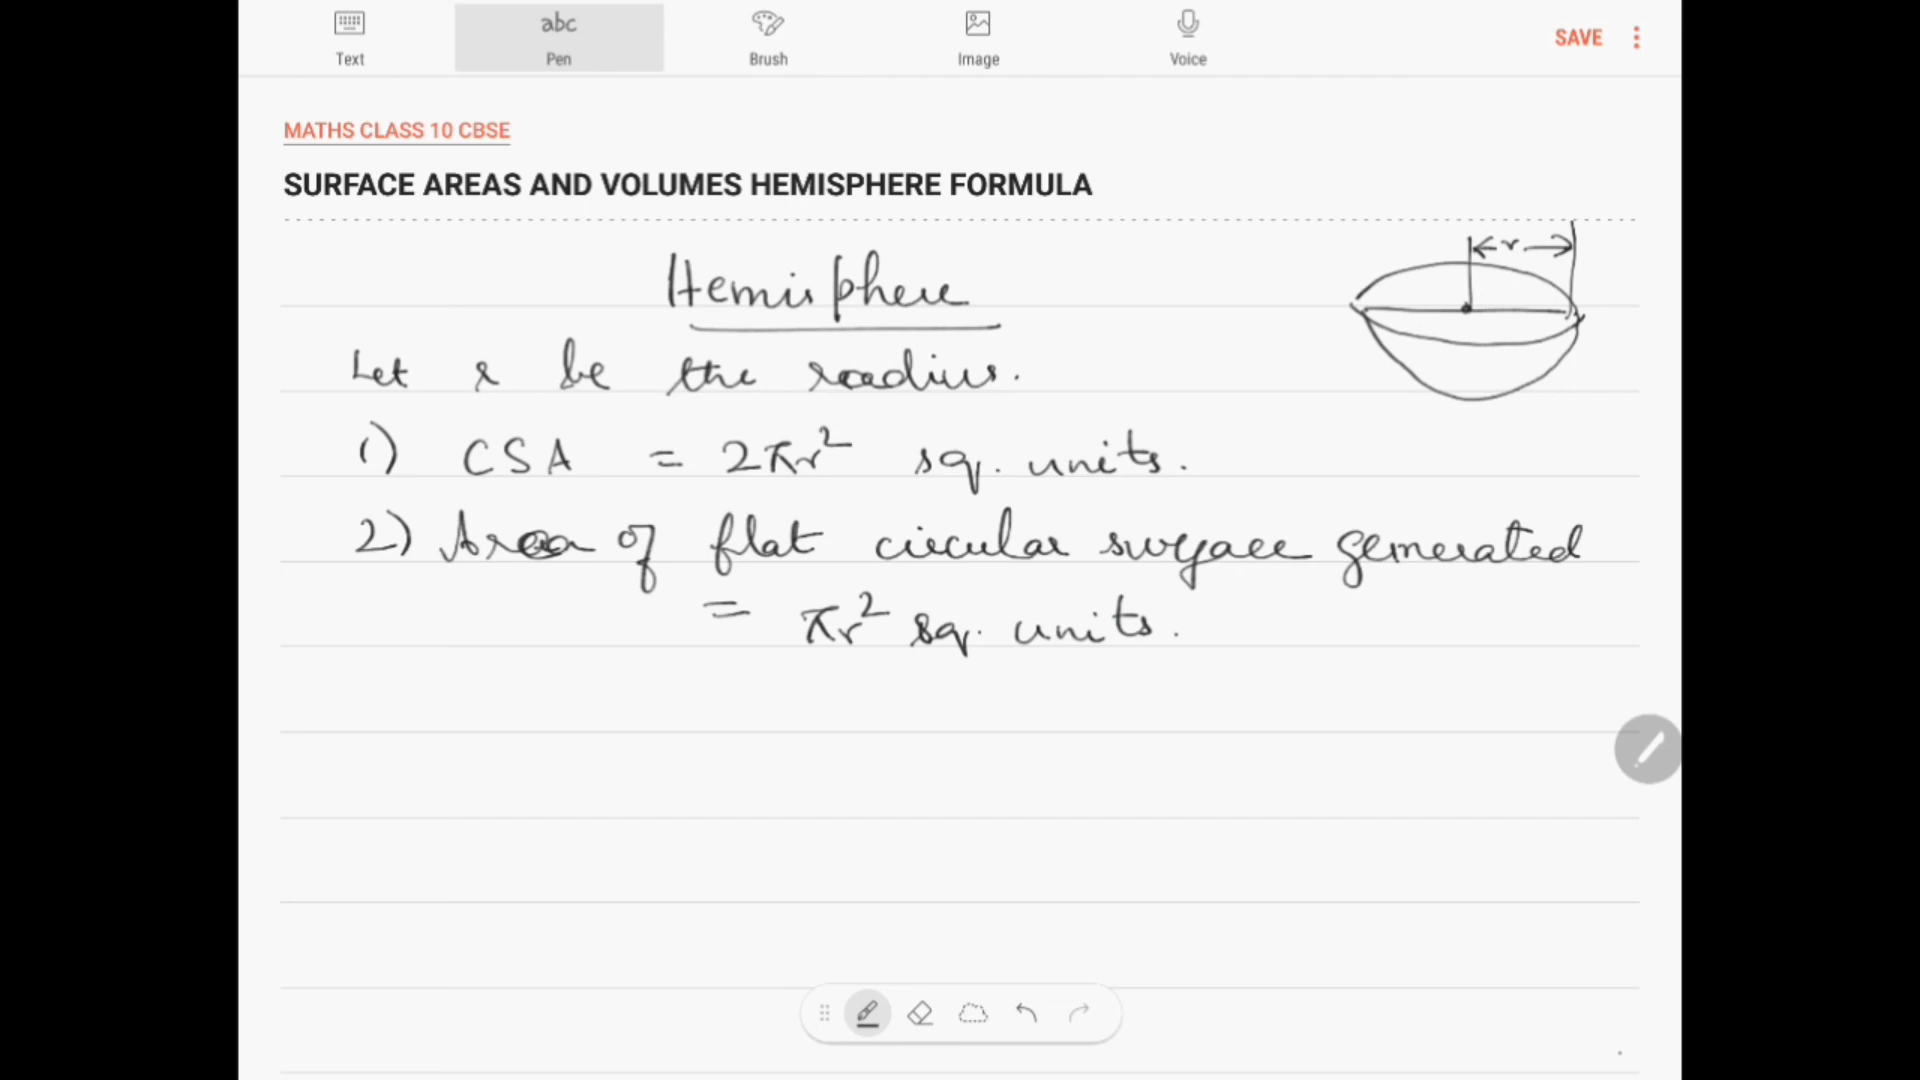 Text
abc
Pen
Brush
Image
Voice
SAVE
MATHS CLASS 10 CBSE
SURFACE AREAS AND VOLUMES HEMISPHERE FORMULA
r
Hemisphere
Let r be the radius.
1) CSA = 2πr² sq. units.
2) Area of flat circular surface generated
= πr² sq. units.